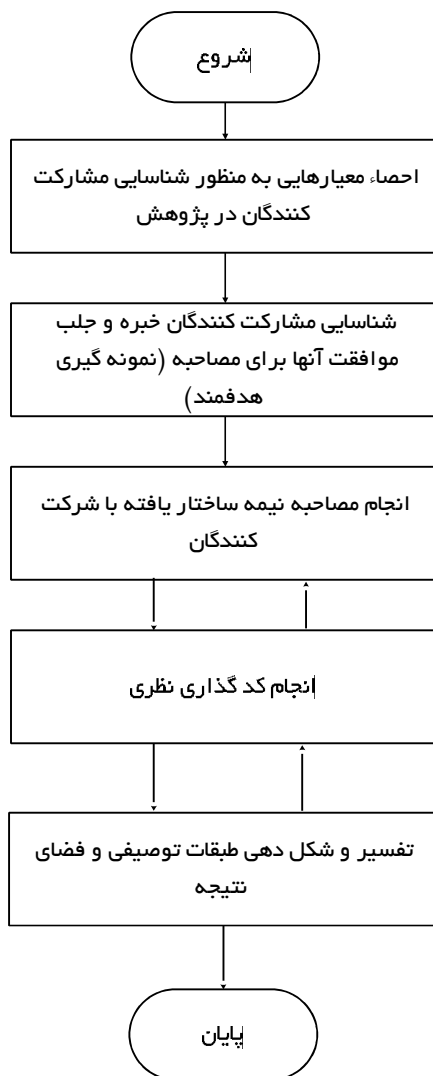 شروع
احصاء معیارهایی به منظور شناسایی مشارکت
کنندگان در پژوهش
شناسایی مشارکت کنندگان خبره و جلب
موافقت آنها برای مصاحبه (نمونه گیری
هدفمند)
انجام مصاحبه نیمه ساختار یافته با شرکت
کنندگان
انجام کد گذاری نظری
تفسیر و شکل دهی طبقات توصیفی و فضای
نتیجه
پایان